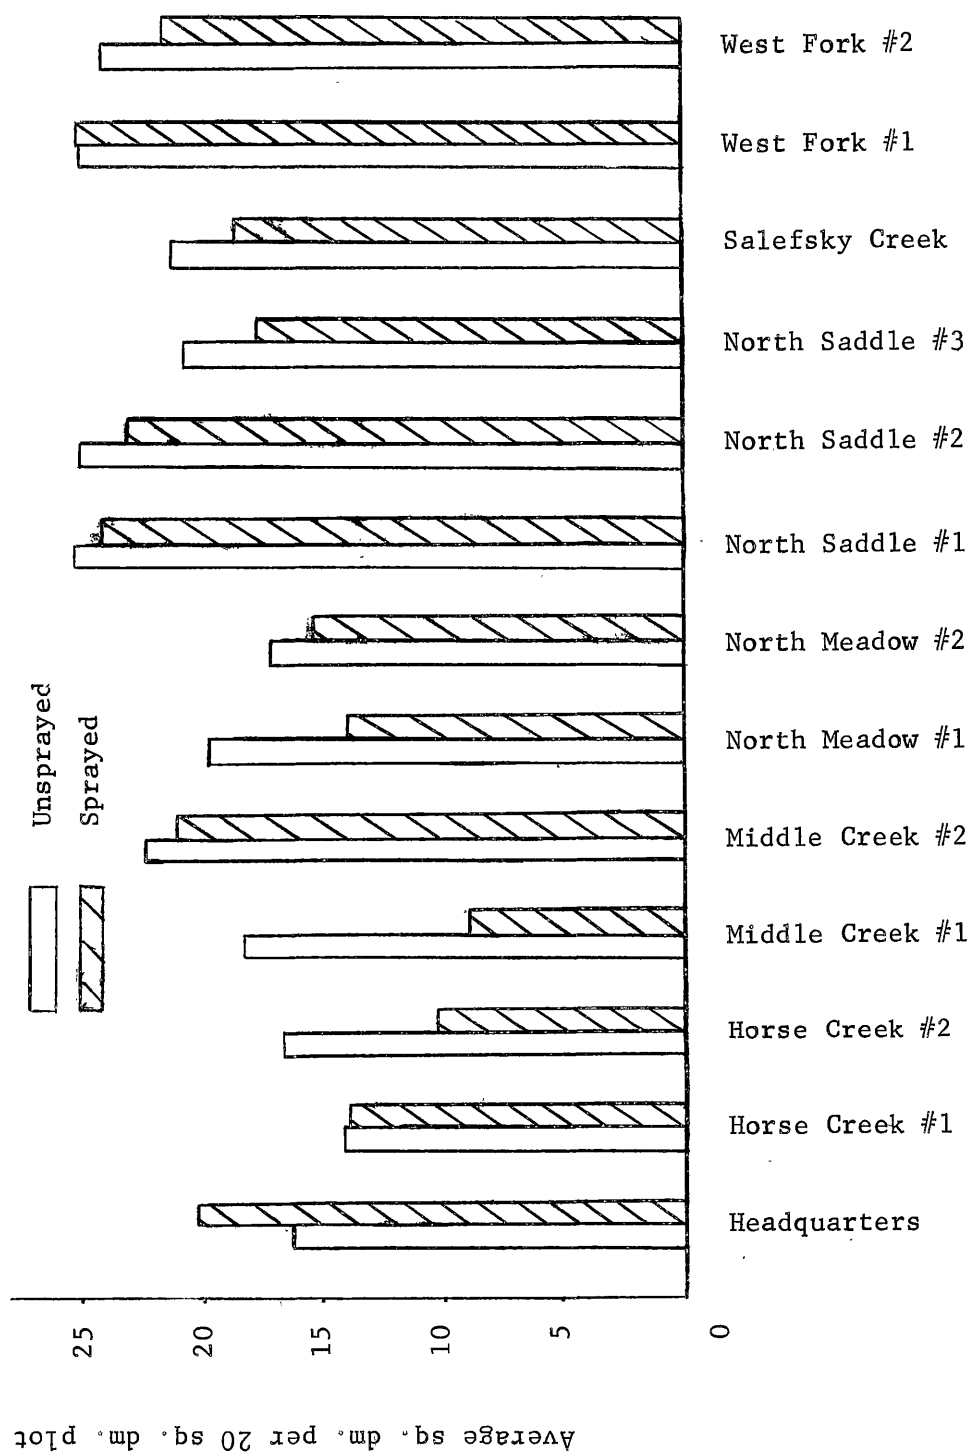 Unsprayed
Sprayed
West Fork #2
West Fork #1
Salefsky Creek
North Saddle #3
North Saddle #2
North Saddle #1
North Meadow #2
North Meadow #1
Middle Creek #2
Middle Creek #1
Horse Creek #2
Horse Creek #1
Headquarters
25
20
15
10
5
0
Average sq. dm. per 20 sq. dm. plot